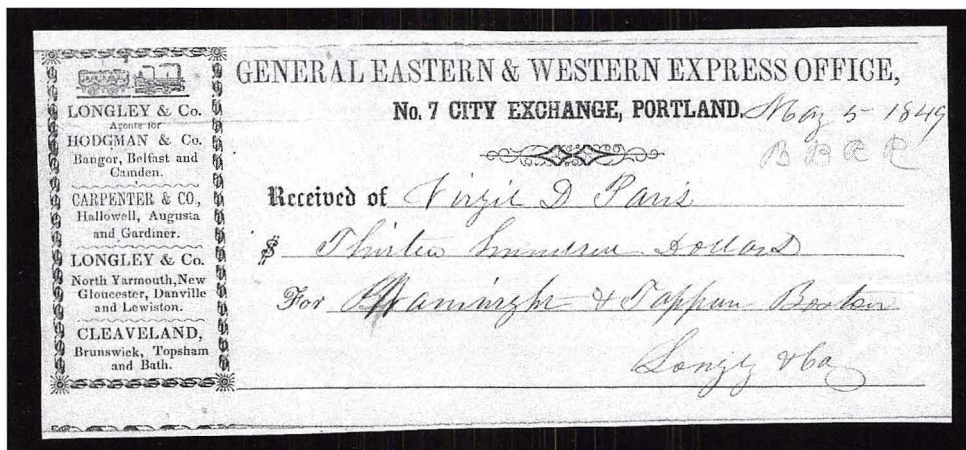 LONGLEY & Co.
Agents for
HODGMAN & Co.
Bangor, Belfast and
Camden.
CARPENTER & CO.,
Hallowell, Augusta
and Gardiner.
LONGLEY & Co.
North Yarmouth, New
Gloucester, Danville
and Lewiston.
CLEAVELAND,
Brunswick, Topsham
and Bath.
GENERAL EASTERN & WESTERN EXPRESS OFFICE,
No. 7 CITY EXCHANGE, PORTLAND. May 5 1849
Received of Virgil D Paris
$ Thirteen hundred Dollars
For & Tappan Boston
Longley & Co